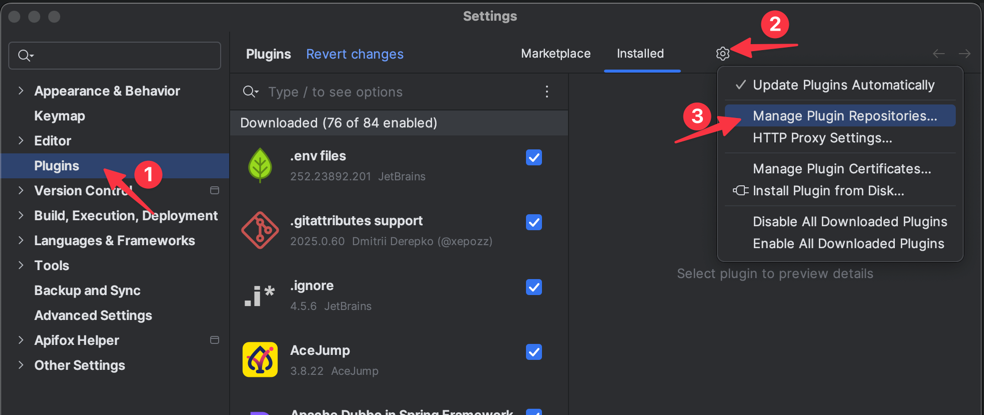 Settings
Plugins
Revert changes
Marketplace
Installed
2
Appearance & Behavior
Keymap
Editor
Plugins
1
Version Control
Build, Execution, Deployment
Languages & Frameworks
Tools
Backup and Sync
Advanced Settings
Apifox Helper
Other Settings
Type / to see options
Downloaded (76 of 84 enabled)
.env files
252.23892.201 JetBrains
.gitattributes support
2025.0.60 Dmitrii Derepko (@xepozz)
.ignore
4.5.6 JetBrains
AceJump
3.8.22 AceJump
Apache Dubbo in Spring Framework
Update Plugins Automatically
3
Manage Plugin Repositories...
HTTP Proxy Settings...
Manage Plugin Certificates...
Install Plugin from Disk...
Disable All Downloaded Plugins
Enable All Downloaded Plugins
Select plugin to preview details